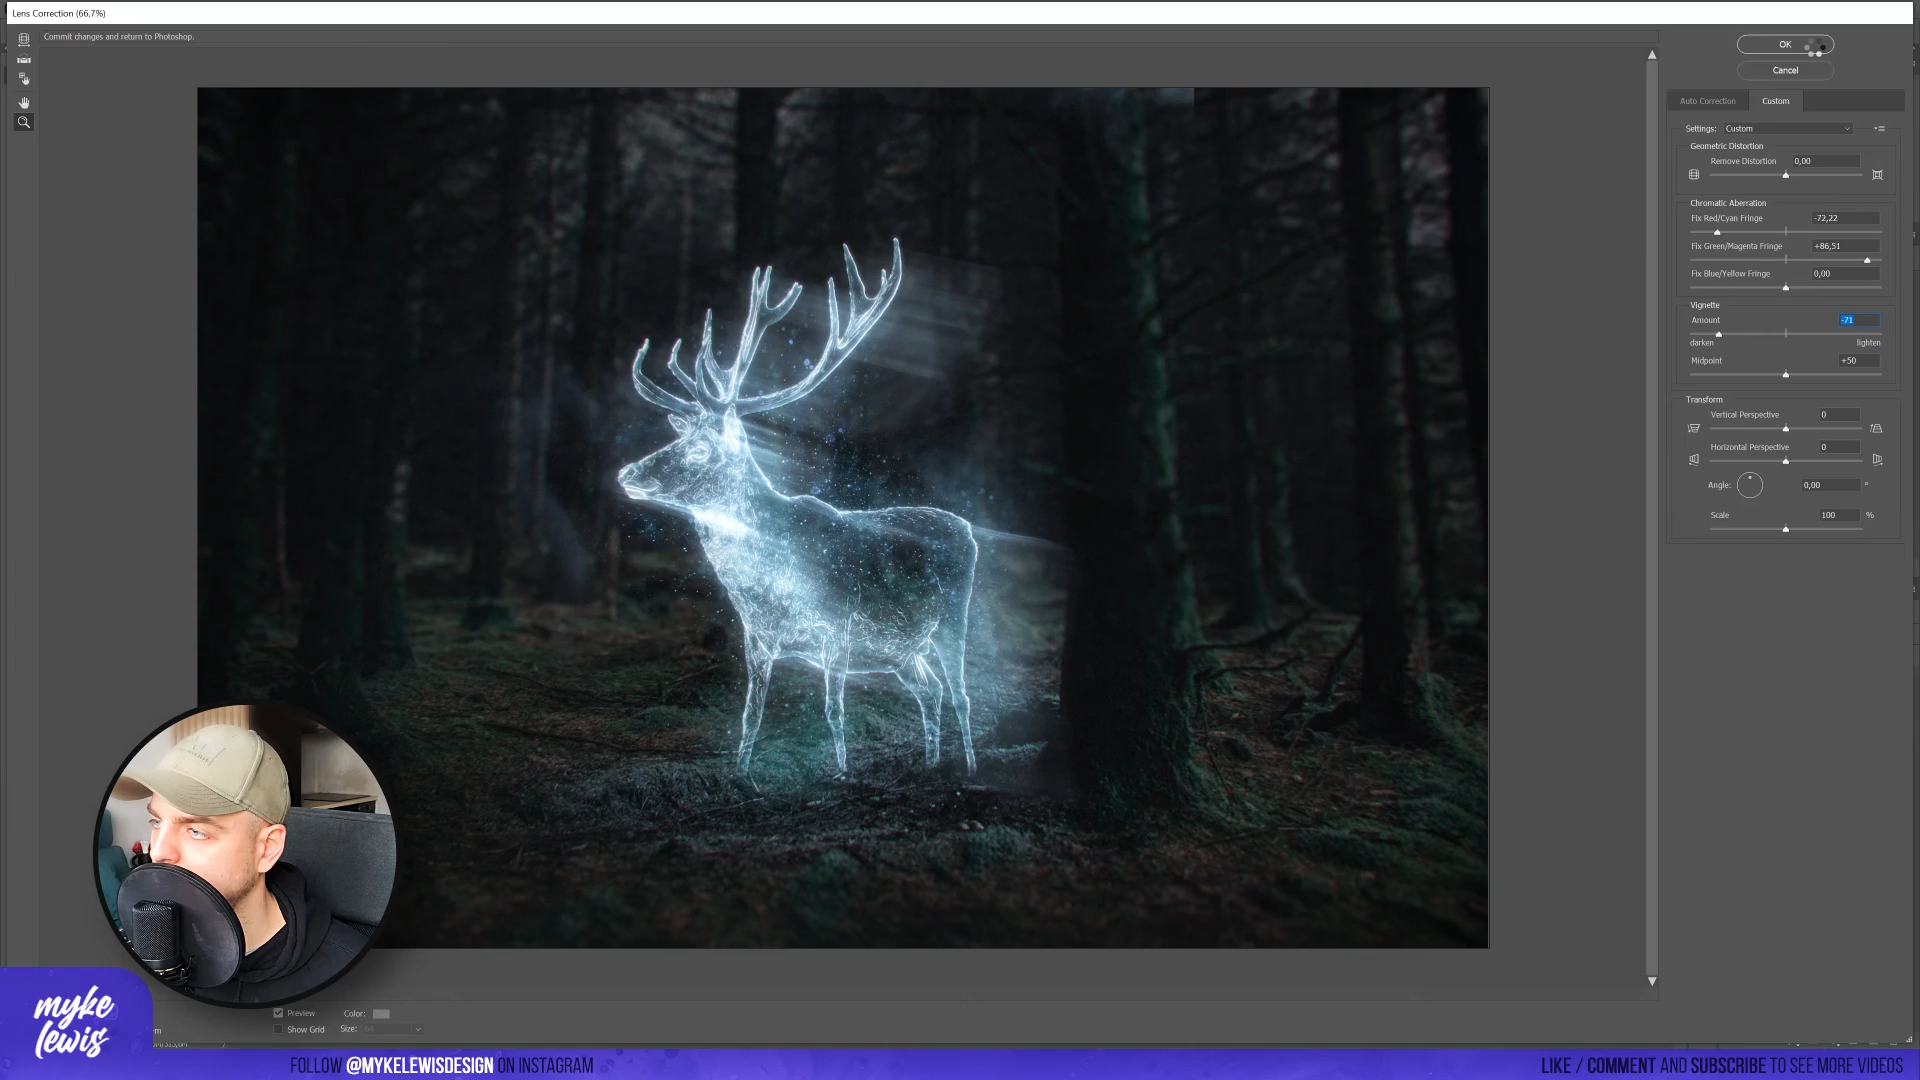 Lens Correction (66,7%)
Commit changes and return to Photoshop.
OK
Cancel
Auto Correction
Custom
Settings: Custom
Geometric Distortion
Remove Distortion 0,00
Chromatic Aberration
Fix Red/Cyan Fringe -72,22
Fix Green/Magenta Fringe +86,51
Fix Blue/Yellow Fringe 0,00
Vignette
Amount -71
darken lighten
Midpoint +50
Transform
Vertical Perspective 0
Horizontal Perspective 0
Angle: 0,00 °
Scale 100 %
Preview Color:
Show Grid Size: 64
myke
lewis
FOLLOW @MYKELEWISDESIGN ON INSTAGRAM
LIKE / COMMENT AND SUBSCRIBE TO SEE MORE VIDEOS